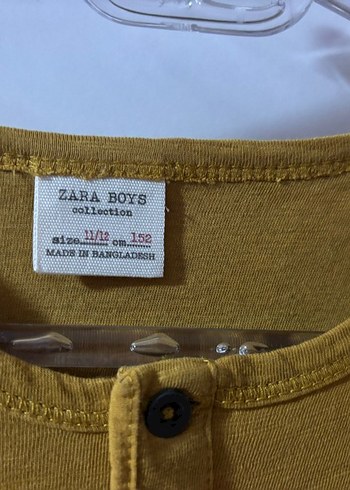 ZARA BOYS
collection
size.......11/12 cm.......152
MADE IN BANGLADESH